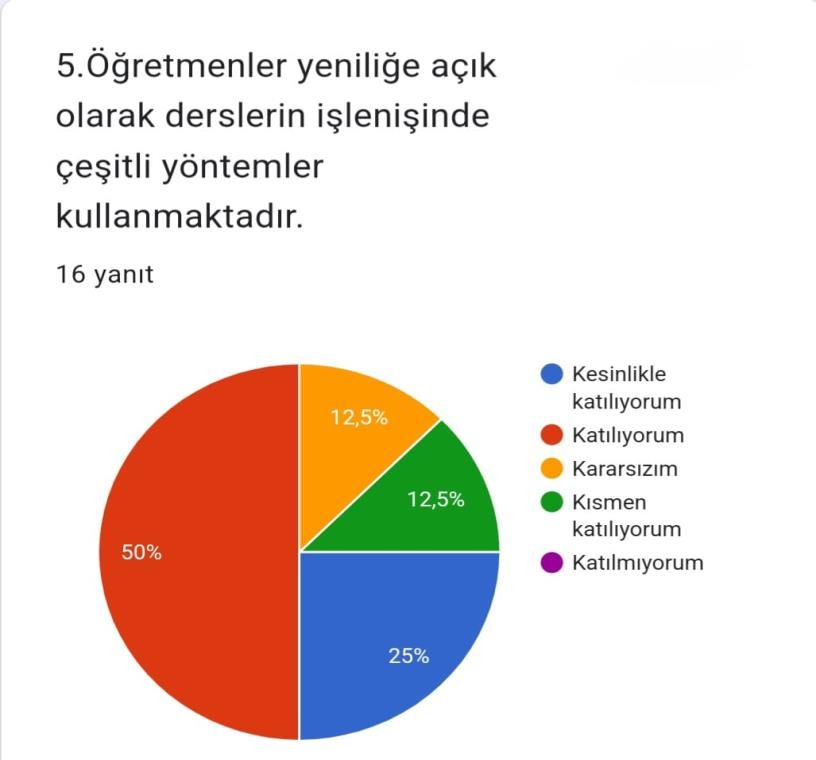 5.Öğretmenler yeniliğe açık
olarak derslerin işlenişinde
çeşitli yöntemler
kullanmaktadır.
16 yanıt
12,5%
12,5%
50%
25%
Kesinlikle
katılıyorum
Katılıyorum
Kararsızım
Kısmen
katılıyorum
Katılmıyorum